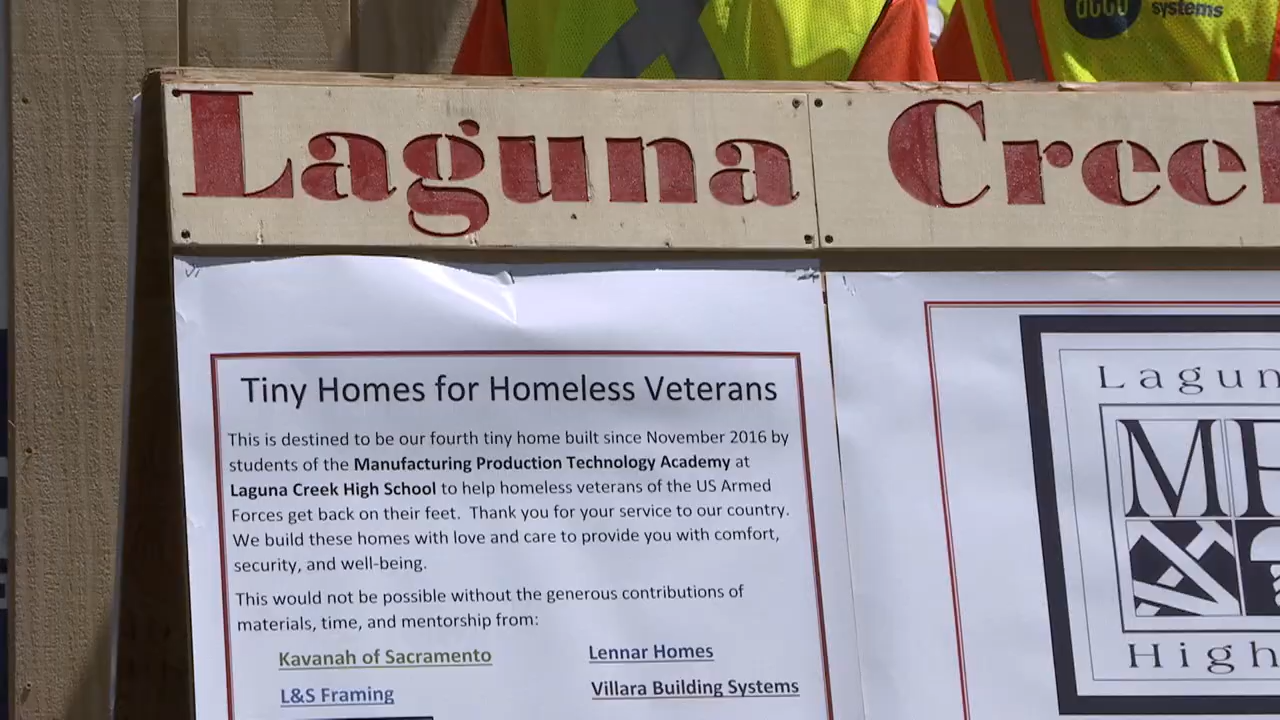 systems
Laguna Cree
Tiny Homes for Homeless Veterans
This is destined to be our fourth tiny home built since November 2016 by
students of the Manufacturing Production Technology Academy at
Laguna Creek High School to help homeless veterans of the US Armed
Forces get back on their feet. Thank you for your service to our country.
We build these homes with love and care to provide you with comfort,
security, and well-being.
This would not be possible without the generous contributions of
materials, time, and mentorship from:
Kavanah of Sacramento
Lennar Homes
L&S Framing
Villara Building Systems
Lagun
M
High